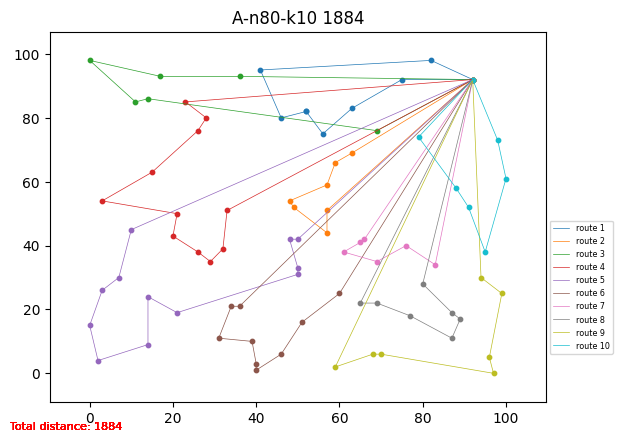 A-n80-k10 1884
100
80
60
40
20
0
0 20 40 60 80 100
route 1
route 2
route 3
route 4
route 5
route 6
route 7
route 8
route 9
route 10
Total distance: 1884